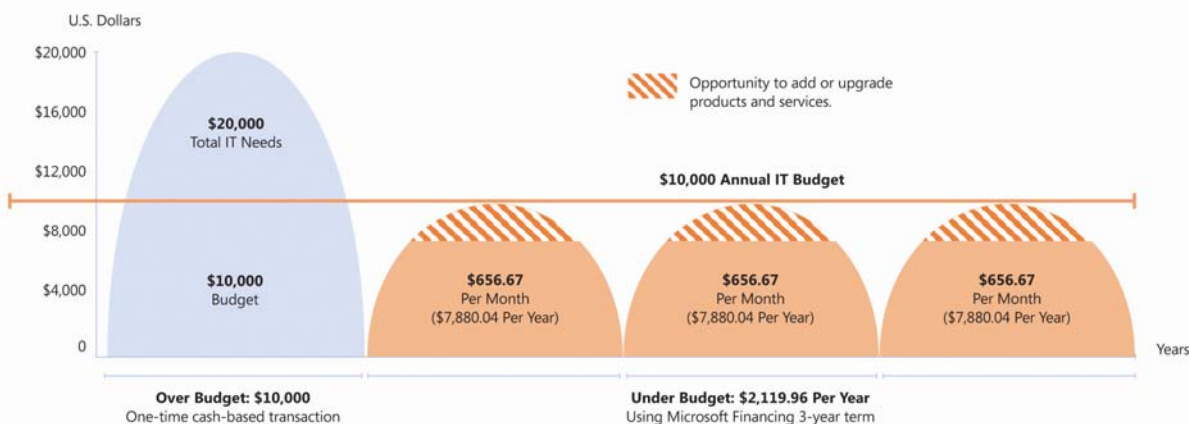 U.S. Dollars
$20,000
$16,000
$12,000
$8,000
$4,000
0
$20,000
Total IT Needs
$10,000
Budget
Opportunity to add or upgrade
products and services.
$10,000 Annual IT Budget
$656.67
Per Month
($7,880.04 Per Year)
$656.67
Per Month
($7,880.04 Per Year)
$656.67
Per Month
($7,880.04 Per Year)
Years
Over Budget: $10,000
One-time cash-based transaction
Under Budget: $2,119.96 Per Year
Using Microsoft Financing 3-year term